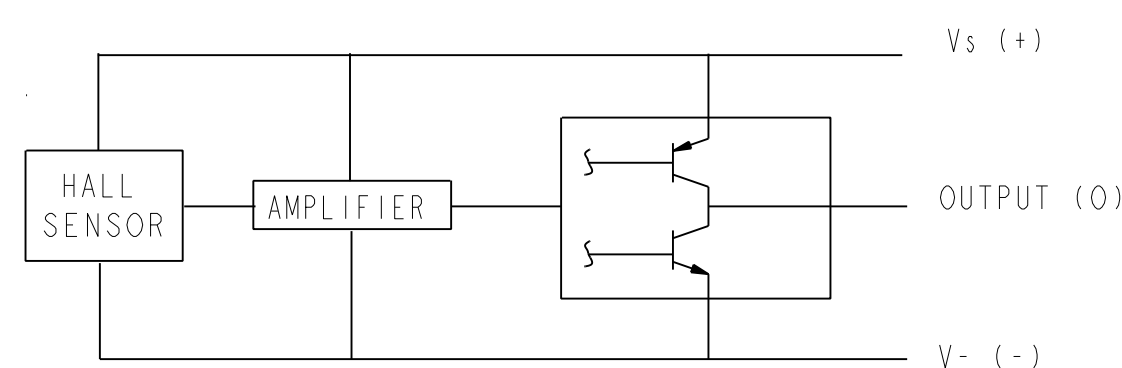 Vs (+)
HALL
SENSOR
AMPLIFIER
OUTPUT (O)
V- (-)